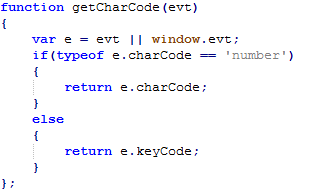 function getCharCode(evt)
{
    var e = evt || window.evt;
    if(typeof e.charCode == 'number')
    {
        return e.charCode;
    }
    else
    {
        return e.keyCode;
    }
};